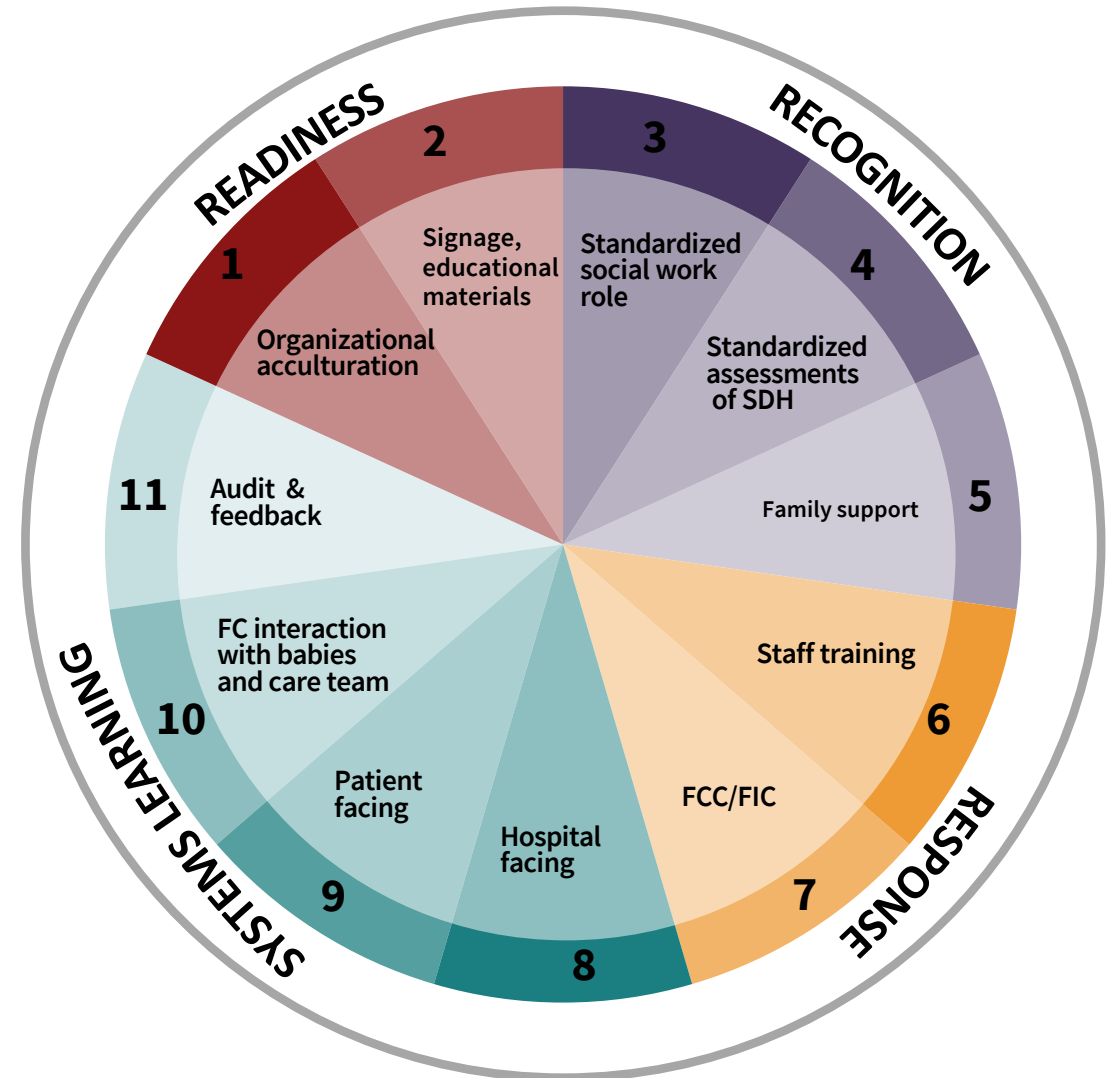 READINESS
1
Organizational
acculturation
2
Signage,
educational
materials
RECOGNITION
3
Standardized
social work
role
4
Standardized
assessments
of SDH
5
Family support
RESPONSE
6
Staff training
7
FCC/FIC
SYSTEMS LEARNING
8
Hospital
facing
9
Patient
facing
10
FC interaction
with babies
and care team
11
Audit &
feedback